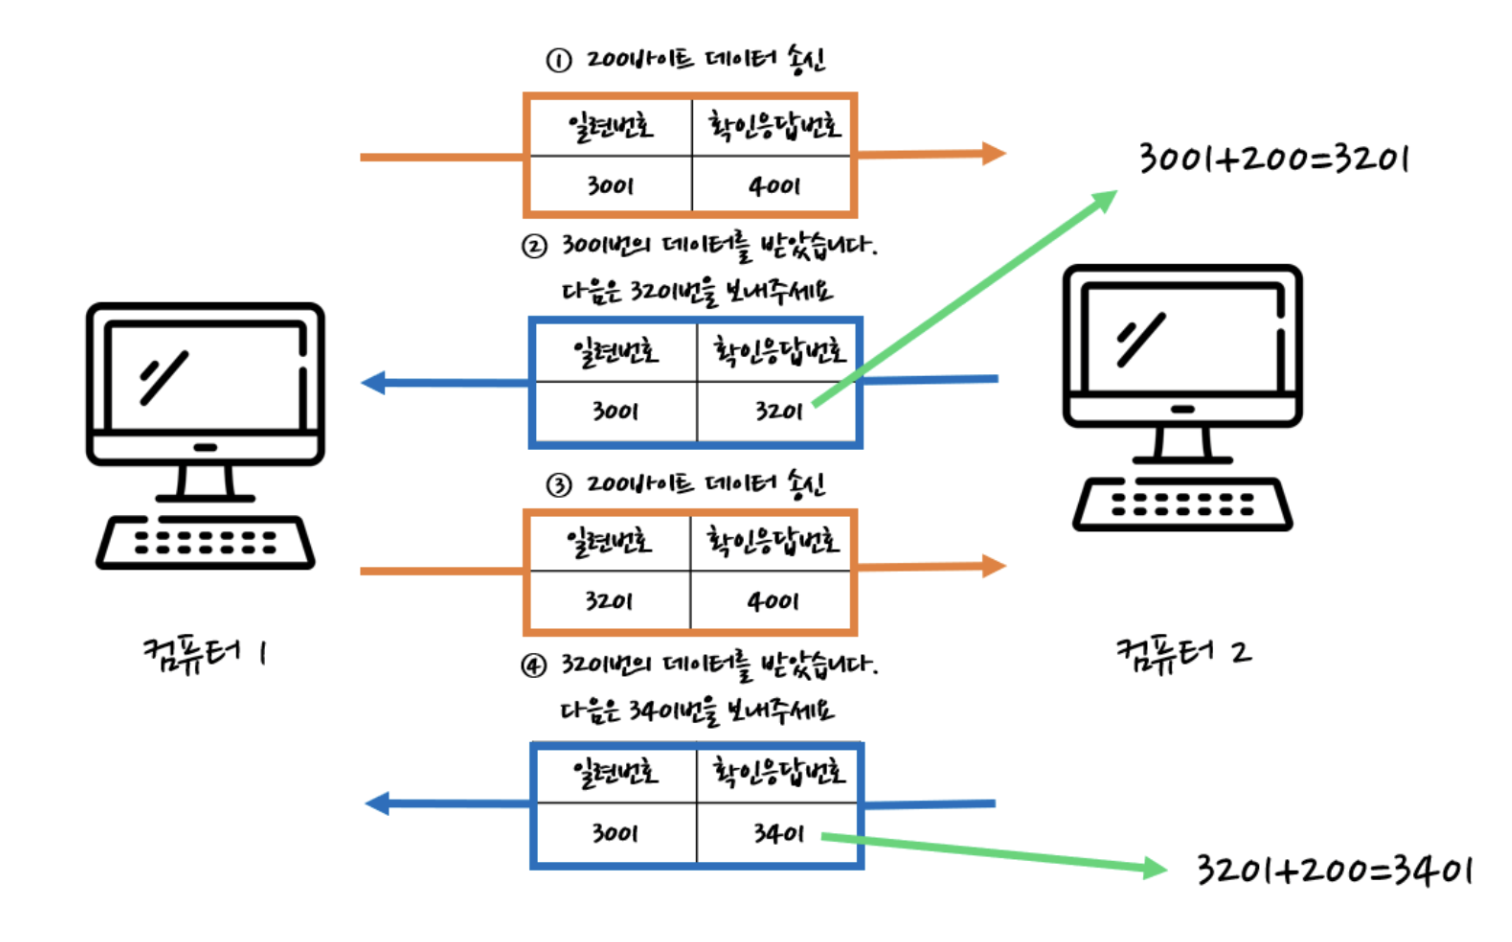 ① 200바이트 데이터 송신
일련번호 확인응답번호
3001 4001
3001+200=3201
② 3001번의 데이터를 받았습니다.
다음은 3201번을 보내주세요
일련번호 확인응답번호
3001 3201
③ 200바이트 데이터 송신
일련번호 확인응답번호
3201 4001
컴퓨터 1
컴퓨터 2
④ 3201번의 데이터를 받았습니다.
다음은 3401번을 보내주세요
일련번호 확인응답번호
3001 3401
3201+200=3401